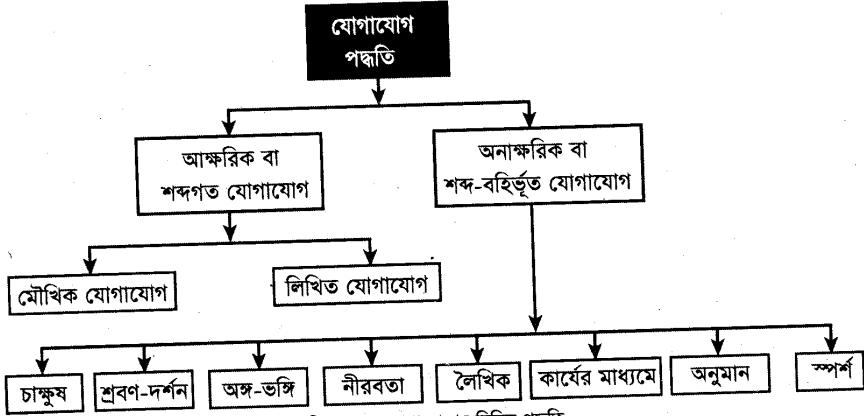 যোগাযোগ
পদ্ধতি
আক্ষরিক বা
শব্দগত যোগাযোগ
অনাক্ষরিক বা
শব্দ-বহির্ভূত যোগাযোগ
মৌখিক যোগাযোগ
লিখিত যোগাযোগ
চাক্ষুষ
শ্রবণ-দর্শন
অঙ্গ-ভঙ্গি
নীরবতা
লৈখিক
কার্যের মাধ্যমে
অনুমান
স্পর্শ